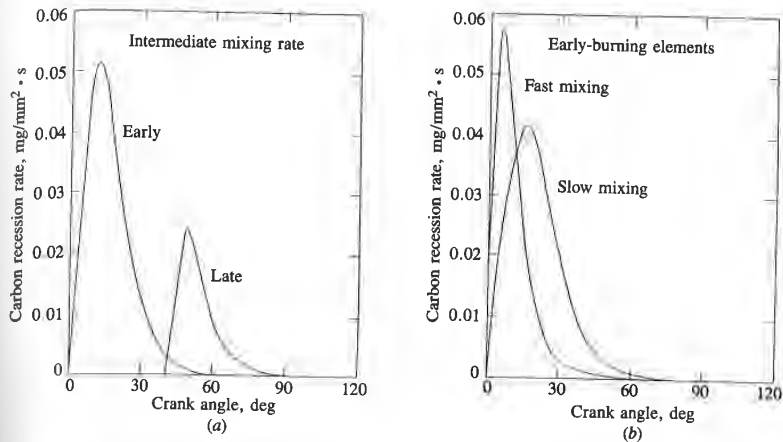 0.06
0.05
0.04
0.03
0.02
0.01
0
Carbon recession rate, mg/mm² • s
Intermediate mixing rate
Early
Late
0 30 60 90 120
Crank angle, deg
(a)
0.06
0.05
0.04
0.03
0.02
0.01
0
Carbon recession rate, mg/mm² • s
Early-burning elements
Fast mixing
Slow mixing
0 30 60 90 120
Crank angle, deg
(b)